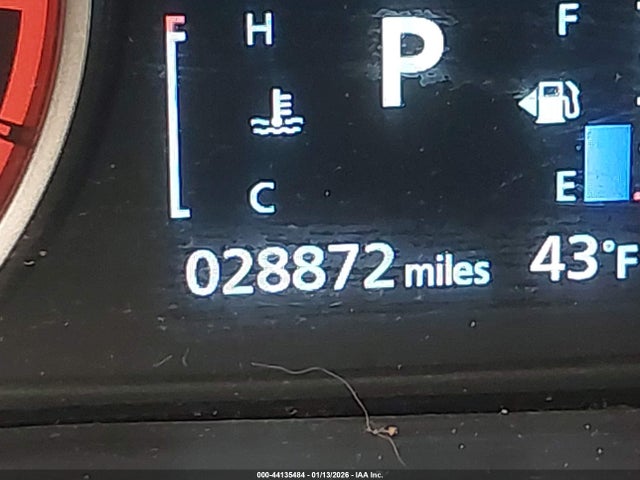 F H P F
C E
028872 miles 43°F
000-44135484 - 01/13/2026 - IAA Inc.